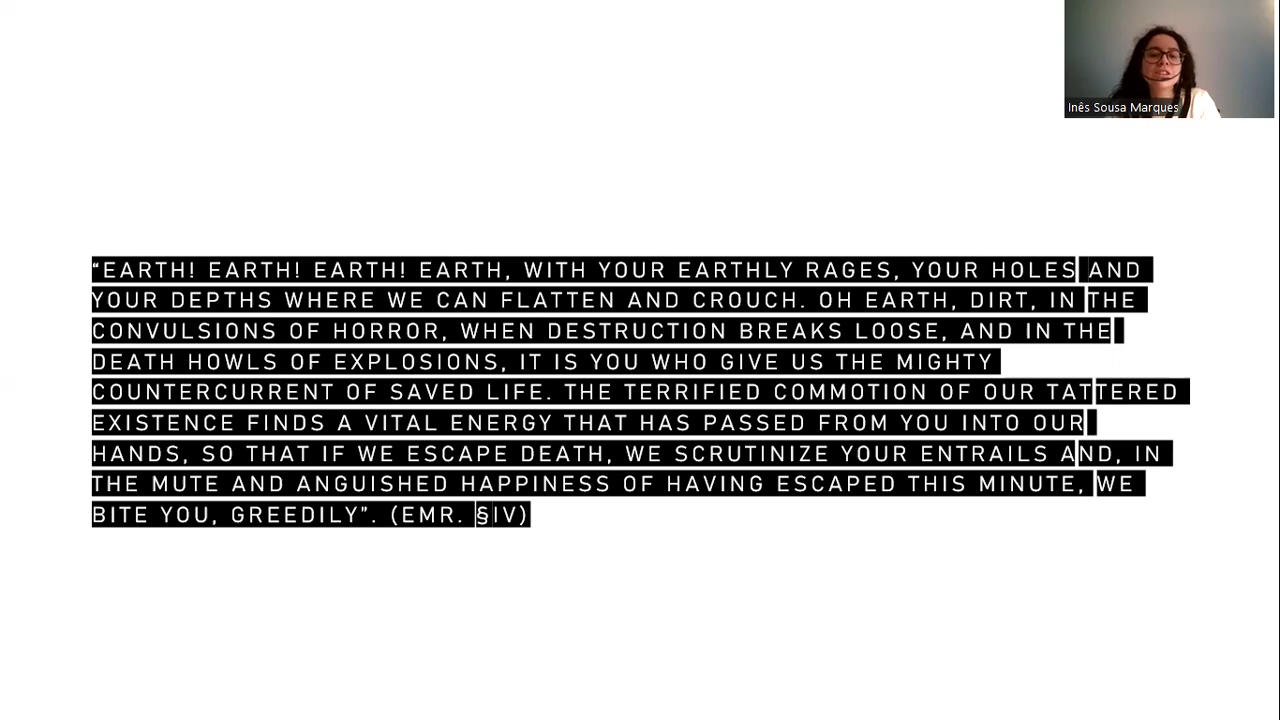 Inês Sousa Marques
“EARTH! EARTH! EARTH! EARTH, WITH YOUR EARTHLY RAGES, YOUR HOLES AND
YOUR DEPTHS WHERE WE CAN FLATTEN AND CROUCH. OH EARTH, DIRT, IN THE
CONVULSIONS OF HORROR, WHEN DESTRUCTION BREAKS LOOSE, AND IN THE
DEATH HOWLS OF EXPLOSIONS, IT IS YOU WHO GIVE US THE MIGHTY
COUNTERCURRENT OF SAVED LIFE. THE TERRIFIED COMMOTION OF OUR TATTERED
EXISTENCE FINDS A VITAL ENERGY THAT HAS PASSED FROM YOU INTO OUR
HANDS, SO THAT IF WE ESCAPE DEATH, WE SCRUTINIZE YOUR ENTRAILS AND, IN
THE MUTE AND ANGUISHED HAPPINESS OF HAVING ESCAPED THIS MINUTE, WE
BITE YOU, GREEDILY”. (EMR. §IV)